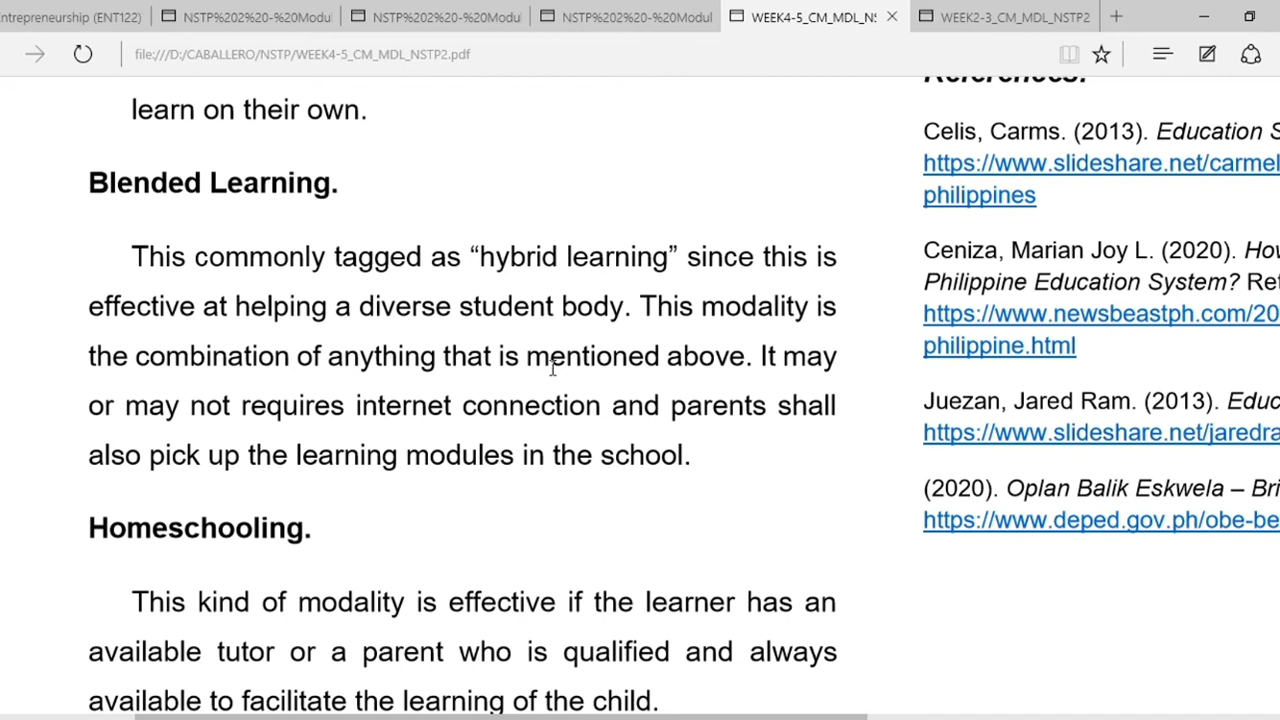 ntrepreneurship (ENT122)
NSTP%202%20-%20Modul
NSTP%202%20-%20Modul
NSTP%202%20-%20Modul
WEEK4-5_CM_MDL_NS
WEEK2-3_CM_MDL_NSTP2
file:///D:/CABALLERO/NSTP/WEEK4-5_CM_MDL_NSTP2.pdf
learn on their own.
Blended Learning.
This commonly tagged as “hybrid learning” since this is
effective at helping a diverse student body. This modality is
the combination of anything that is mentioned above. It may
or may not requires internet connection and parents shall
also pick up the learning modules in the school.
Homeschooling.
This kind of modality is effective if the learner has an
available tutor or a parent who is qualified and always
available to facilitate the learning of the child.
References:
Celis, Carms. (2013). Education S
https://www.slideshare.net/carmel
philippines
Ceniza, Marian Joy L. (2020). How
Philippine Education System? Ret
https://www.newsbeastph.com/20
philippine.html
Juezan, Jared Ram. (2013). Educ
https://www.slideshare.net/jaredra
(2020). Oplan Balik Eskwela – Bri
https://www.deped.gov.ph/obe-be